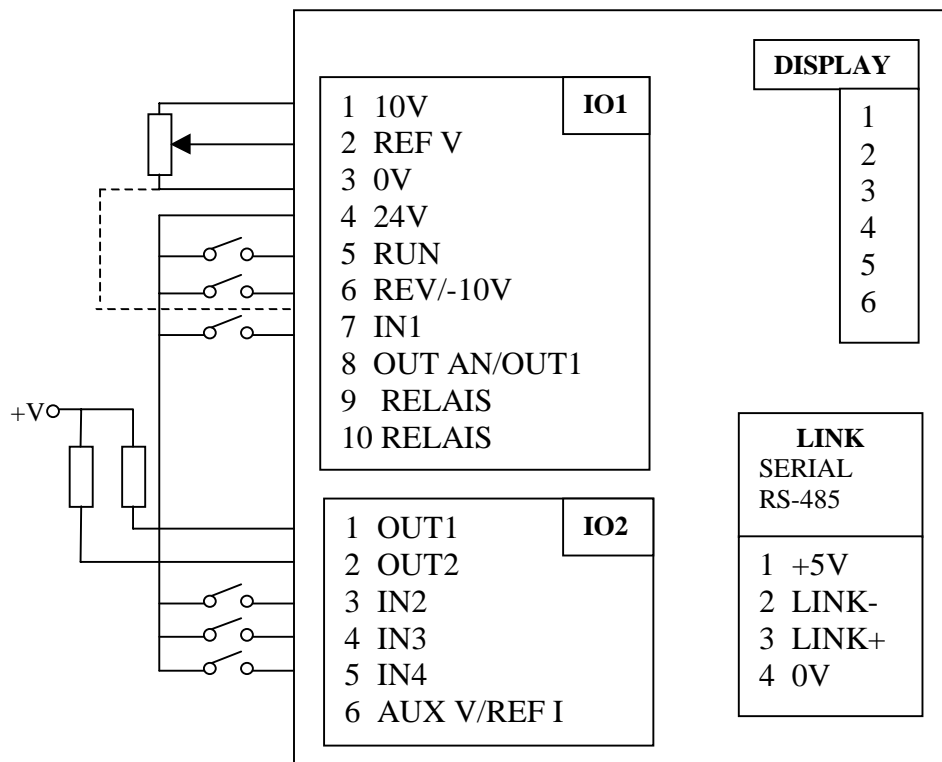 DISPLAY
1
2
3
4
5
6
IO1
1 10V
2 REF V
3 0V
4 24V
5 RUN
6 REV/-10V
7 IN1
8 OUT AN/OUT1
9 RELAIS
10 RELAIS
+V
IO2
1 OUT1
2 OUT2
3 IN2
4 IN3
5 IN4
6 AUX V/REF I
LINK
SERIAL
RS-485
1 +5V
2 LINK-
3 LINK+
4 0V